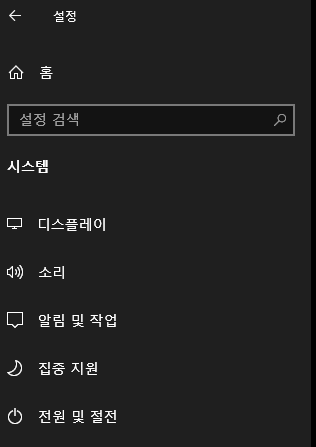 설정
홈
설정 검색
시스템
디스플레이
소리
알림 및 작업
집중 지원
전원 및 절전